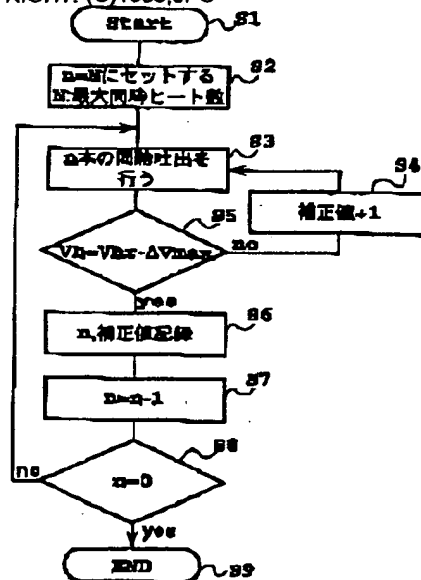 Start
S1
n=Nにセットする
N:最大同時ヒート数
S2
n本の同時吐出を
行う
S3
補正値+1
S4
Vh=Vhr-ΔVmax
S5
no
yes
n,補正値記録
S6
n=n-1
S7
n=0
S8
no
yes
END
S9